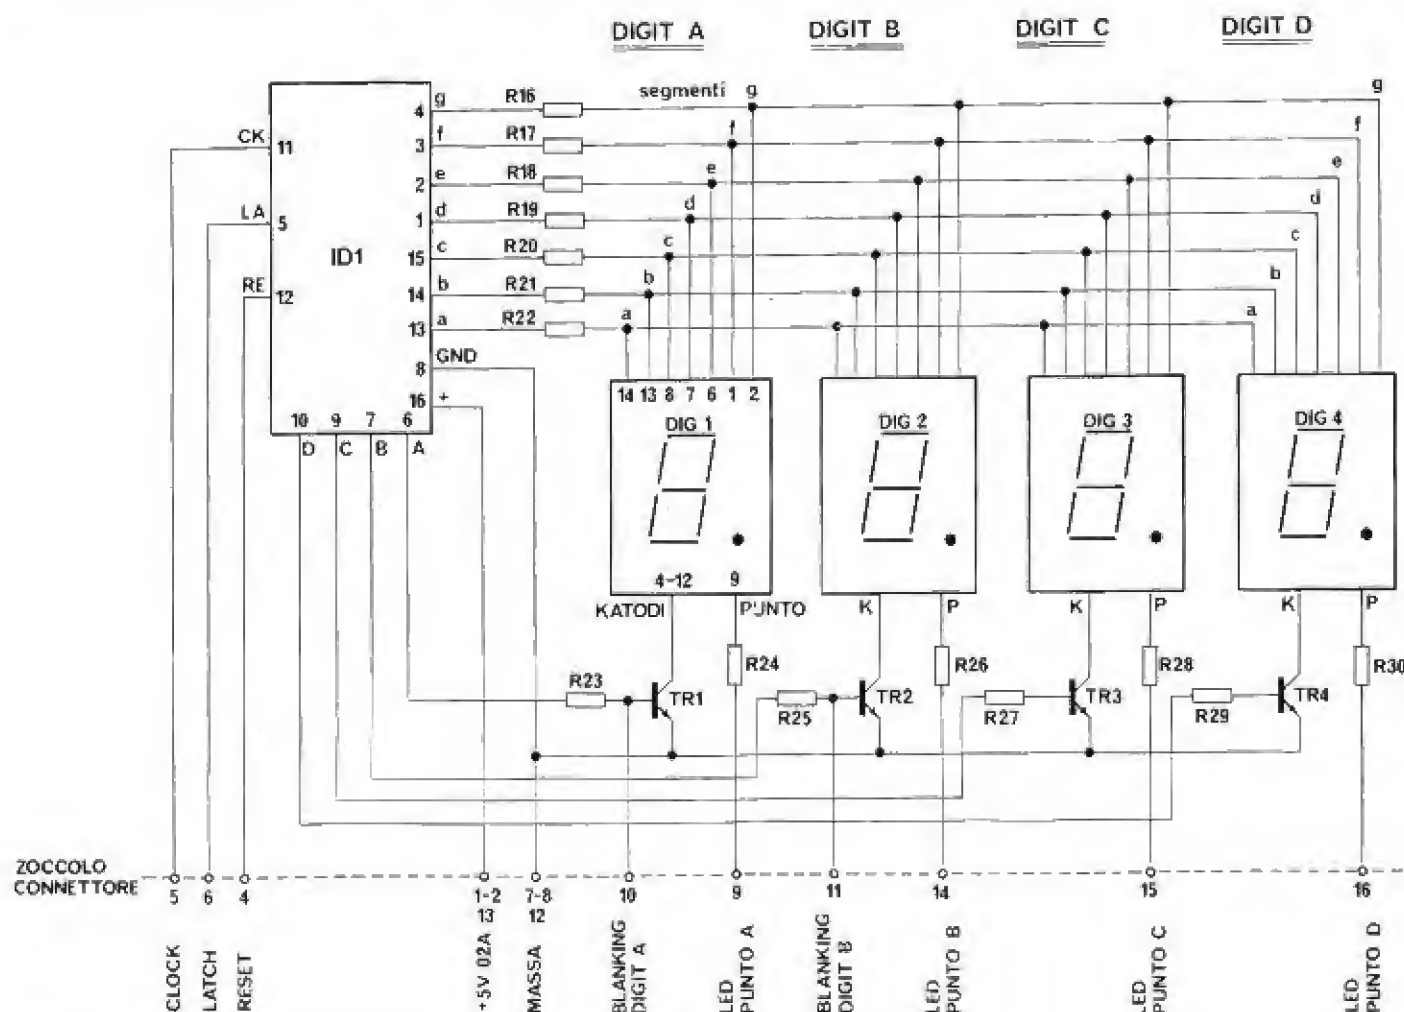 DIGIT A DIGIT B DIGIT C DIGIT D
segmenti g g
4 g R16
CK 11 3 f R17 f f
2 e R18 e e
LA 5 1 d R19 d d
ID1 15 c R20 c c
RE 12 14 b R21 b b
13 a R22 a a
8 GND
16 +
10 9 7 6
D C B A
14 13 8 7 6 1 2
DIG 1 DIG 2 DIG 3 DIG 4
4-12 9
KATODI PUNTO K P K P K P
R23 TR1 R24 R25 TR2 R26 R27 TR3 R28 R29 TR4 R30
ZOCCOLO
CONNETTORE
5 6 4 1-2 7-8 10 9 11 14 15 16
13 12
CLOCK
LATCH
RESET
+5V 02A
MASSA
BLANKING
DIGIT A
LED
PUNTO A
BLANKING
DIGIT B
LED
PUNTO B
LED
PUNTO C
LED
PUNTO D